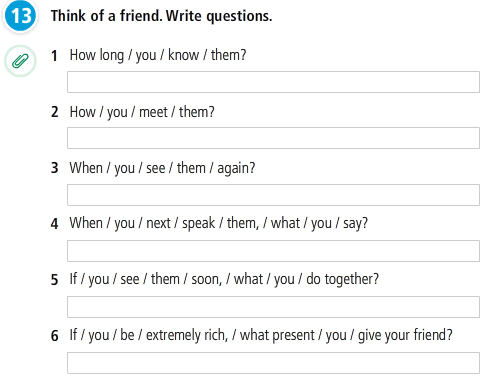 13 Think of a friend. Write questions.
1 How long / you / know / them?
2 How / you / meet / them?
3 When / you / see / them / again?
4 When / you / next / speak / them, / what / you / say?
5 If / you / see / them / soon, / what / you / do together?
6 If / you / be / extremely rich, / what present / you / give your friend?